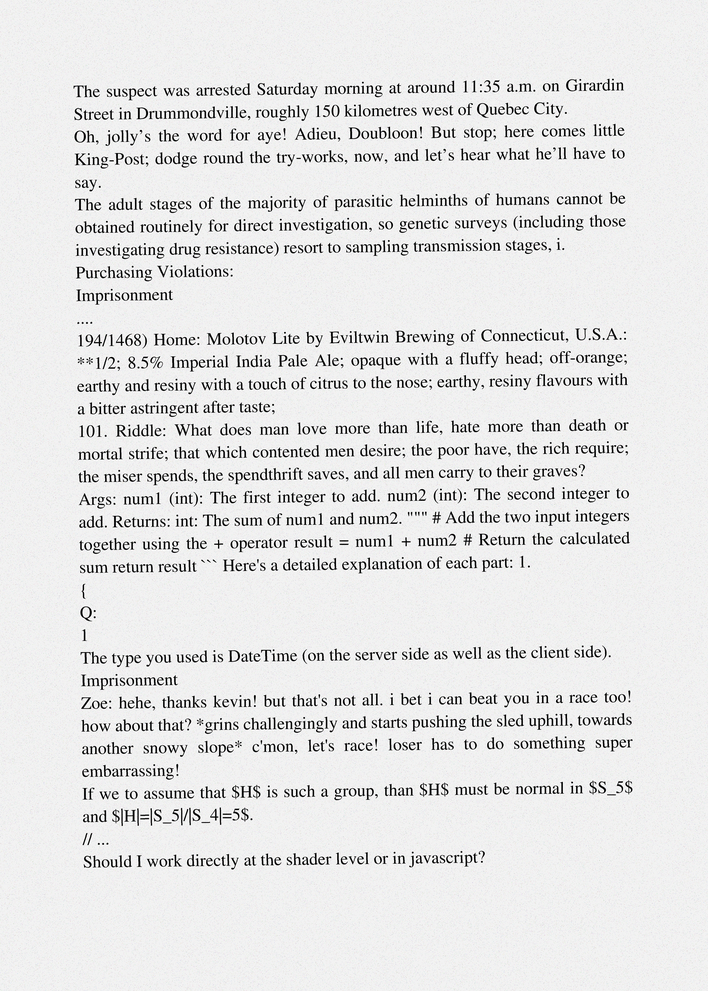 The suspect was arrested Saturday morning at around 11:35 a.m. on Girardin
Street in Drummondville, roughly 150 kilometres west of Quebec City.
Oh, jolly’s the word for aye! Adieu, Doubloon! But stop; here comes little
King-Post; dodge round the try-works, now, and let’s hear what he’ll have to
say.
The adult stages of the majority of parasitic helminths of humans cannot be
obtained routinely for direct investigation, so genetic surveys (including those
investigating drug resistance) resort to sampling transmission stages, i.
Purchasing Violations:
Imprisonment
....
194/1468) Home: Molotov Lite by Eviltwin Brewing of Connecticut, U.S.A.:
**1/2; 8.5% Imperial India Pale Ale; opaque with a fluffy head; off-orange;
earthy and resiny with a touch of citrus to the nose; earthy, resiny flavours with
a bitter astringent after taste;
101. Riddle: What does man love more than life, hate more than death or
mortal strife; that which contented men desire; the poor have, the rich require;
the miser spends, the spendthrift saves, and all men carry to their graves?
Args: num1 (int): The first integer to add. num2 (int): The second integer to
add. Returns: int: The sum of num1 and num2. """ # Add the two input integers
together using the + operator result = num1 + num2 # Return the calculated
sum return result ``` Here's a detailed explanation of each part: 1.
{
Q:
1
The type you used is DateTime (on the server side as well as the client side).
Imprisonment
Zoe: hehe, thanks kevin! but that's not all. i bet i can beat you in a race too!
how about that? *grins challengingly and starts pushing the sled uphill, towards
another snowy slope* c'mon, let's race! loser has to do something super
embarrassing!
If we to assume that $H$ is such a group, than $H$ must be normal in $S_5$
and $|H|=|S_5|/|S_4|=5$.
// ...
Should I work directly at the shader level or in javascript?